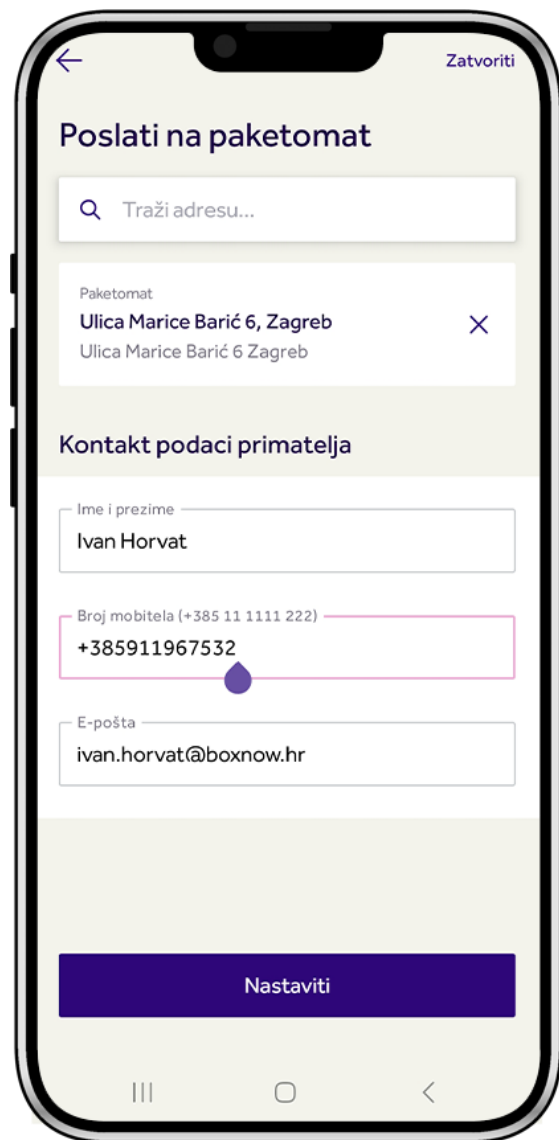 Zatvoriti
Poslati na paketomat
Traži adresu...
Paketomat
Ulica Marice Barić 6, Zagreb
Ulica Marice Barić 6 Zagreb
Kontakt podaci primatelja
Ime i prezime
Ivan Horvat
Broj mobitela (+385 11 1111 222)
+385911967532
E-pošta
ivan.horvat@boxnow.hr
Nastaviti